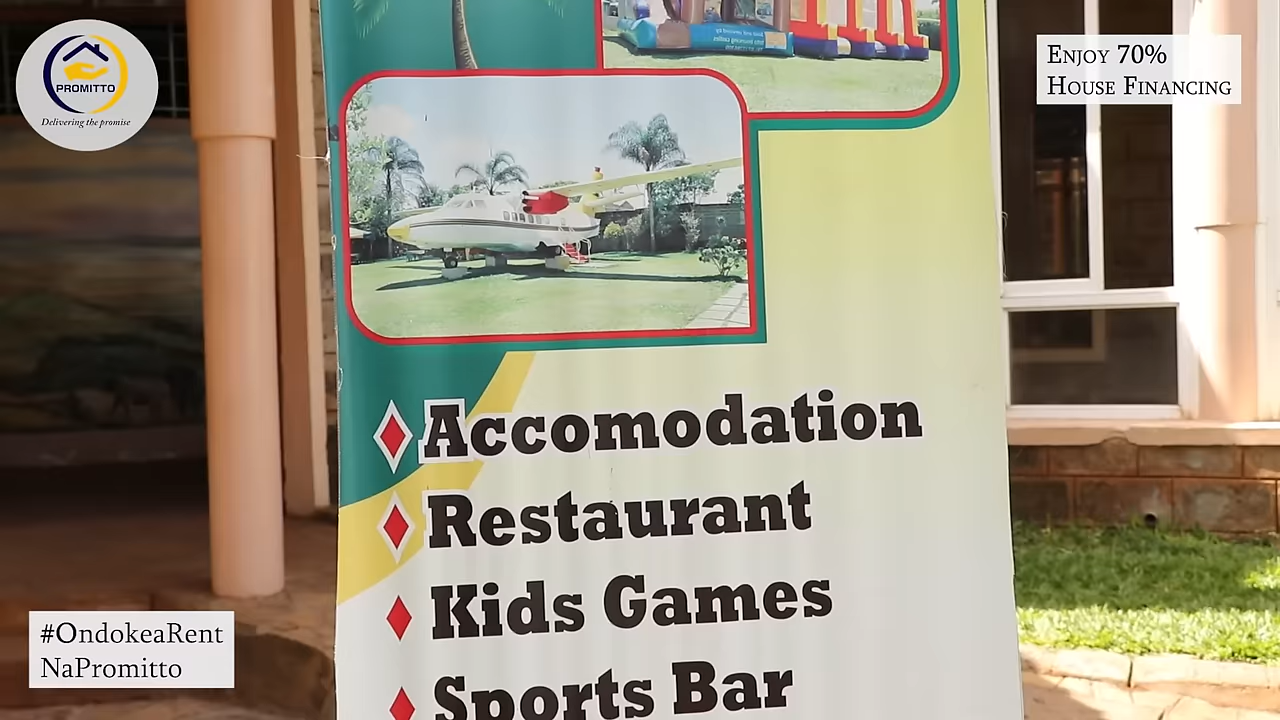 PROMITTO
Delivering the promise
ENJOY 70%
HOUSE FINANCING
Accomodation
Restaurant
Kids Games
Sports Bar
#OndokeaRent
NaPromitto